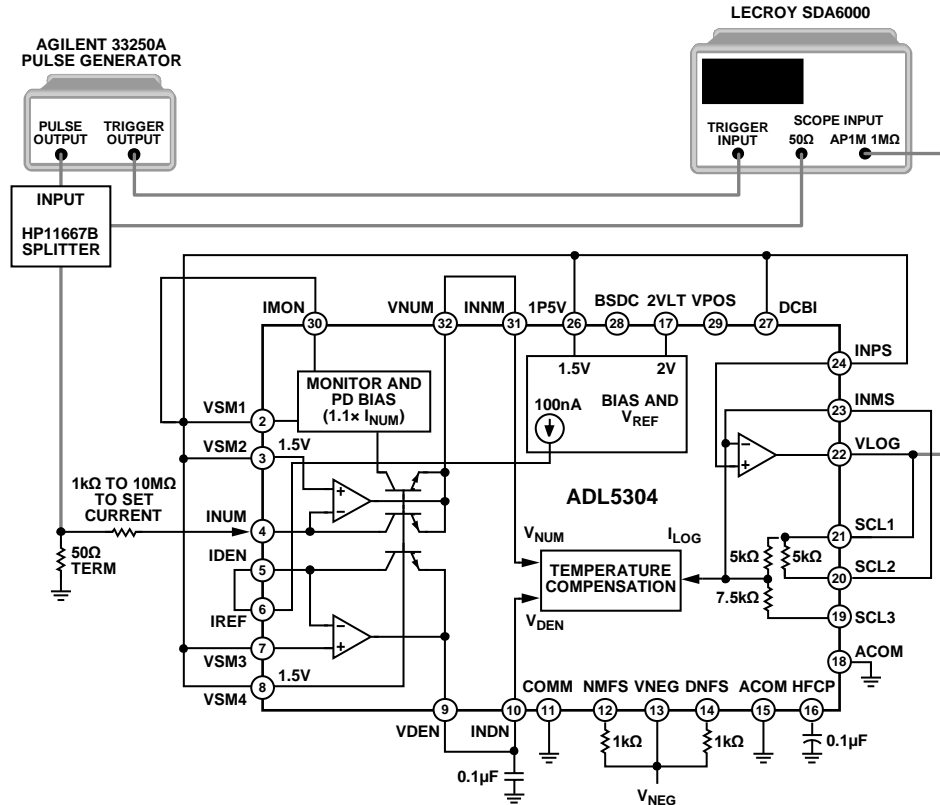 LECROY SDA6000
AGILENT 33250A
PULSE GENERATOR
PULSE
OUTPUT
TRIGGER
OUTPUT
TRIGGER
INPUT
SCOPE INPUT
50Ω
AP1M 1MΩ
INPUT
HP11667B
SPLITTER
IMON
VNUM
INNM
1P5V
BSDC
2VLT
VPOS
DCBI
30
32
31
26
28
17
29
27
INPS
24
INMS
23
VLOG
22
SCL1
21
SCL2
20
SCL3
19
ACOM
18
MONITOR AND
PD BIAS
(1.1× INUM)
1.5V
2V
100nA
BIAS AND
VREF
VSM1
2
VSM2
3
1.5V
1kΩ TO 10MΩ
TO SET
CURRENT
INUM
4
50Ω
TERM
IDEN
5
6
IREF
VSM3
7
8
1.5V
VSM4
+
−
−
+
−
+
ADL5304
VNUM
ILOG
TEMPERATURE
COMPENSATION
VDEN
5kΩ
5kΩ
7.5kΩ
COMM
NMFS
VNEG
DNFS
ACOM
HFCP
9
10
11
12
13
14
15
16
VDEN
INDN
1kΩ
1kΩ
0.1µF
0.1µF
VNEG